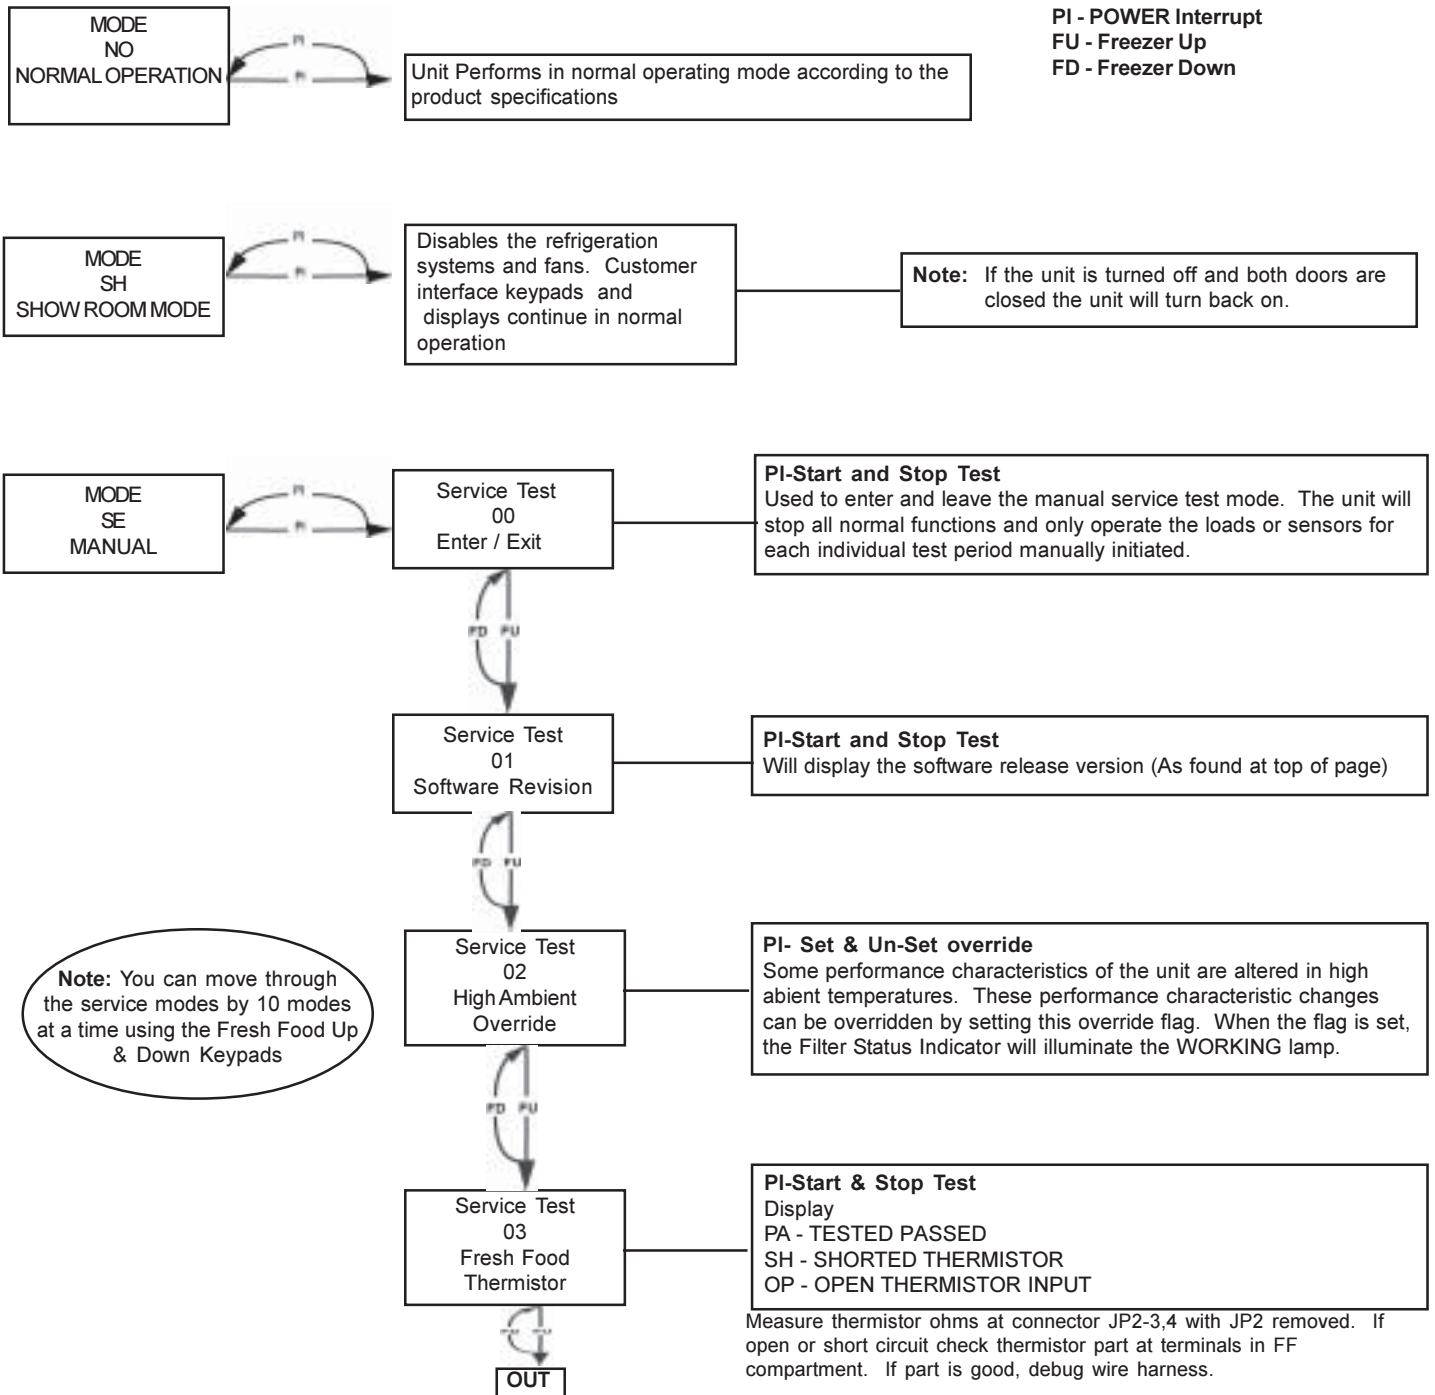 PI - POWER Interrupt
FU - Freezer Up
FD - Freezer Down
MODE
NO
NORMAL OPERATION
PI
PI
Unit Performs in normal operating mode according to the
product specifications
MODE
SH
SHOW ROOM MODE
PI
PI
Disables the refrigeration
systems and fans. Customer
interface keypads and
displays continue in normal
operation
Note: If the unit is turned off and both doors are
closed the unit will turn back on.
MODE
SE
MANUAL
PI
PI
Service Test
00
Enter / Exit
PI-Start and Stop Test
Used to enter and leave the manual service test mode. The unit will
stop all normal functions and only operate the loads or sensors for
each individual test period manually initiated.
FD FU
Service Test
01
Software Revision
PI-Start and Stop Test
Will display the software release version (As found at top of page)
FD FU
Note: You can move through
the service modes by 10 modes
at a time using the Fresh Food Up
& Down Keypads
Service Test
02
High Ambient
Override
PI- Set & Un-Set override
Some performance characteristics of the unit are altered in high
abient temperatures. These performance characteristic changes
can be overridden by setting this override flag. When the flag is set,
the Filter Status Indicator will illuminate the WORKING lamp.
FD FU
Service Test
03
Fresh Food
Thermistor
PI-Start & Stop Test
Display
PA - TESTED PASSED
SH - SHORTED THERMISTOR
OP - OPEN THERMISTOR INPUT
Measure thermistor ohms at connector JP2-3,4 with JP2 removed. If
open or short circuit check thermistor part at terminals in FF
compartment. If part is good, debug wire harness.
OUT